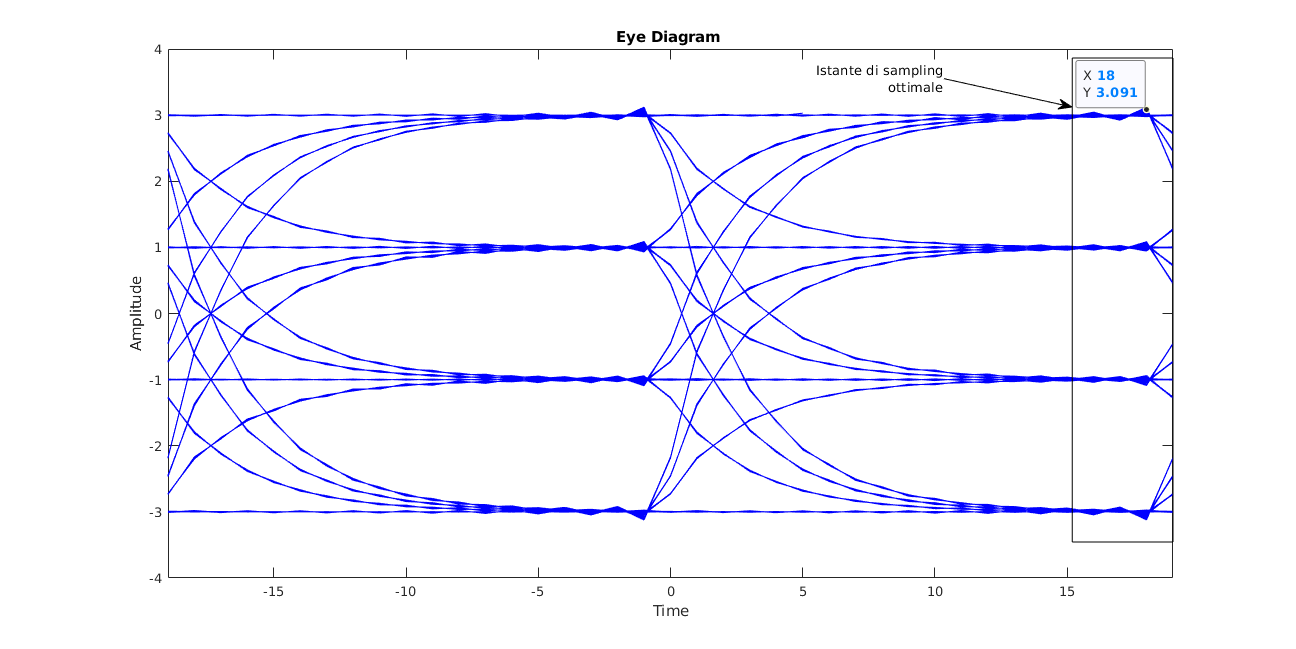 Eye Diagram
Istante di sampling
ottimale
X 18
Y 3.091
4
3
2
1
0
-1
-2
-3
-4
Amplitude
-15 -10 -5 0 5 10 15
Time